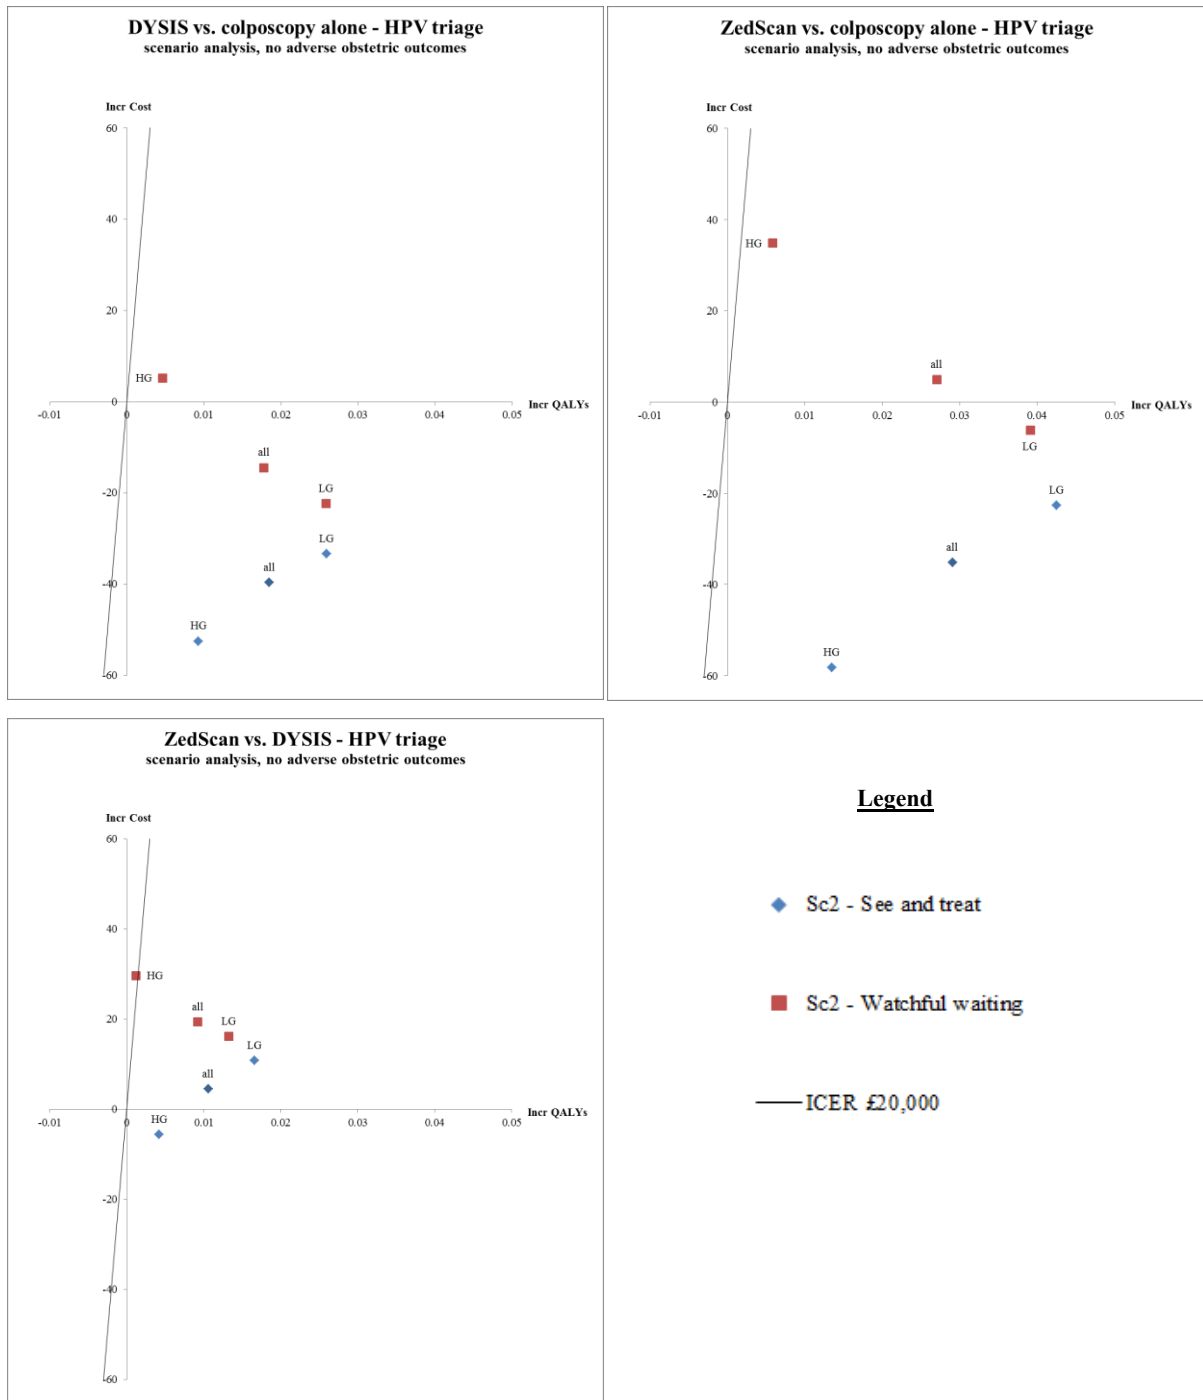 DYSIS vs. colposcopy alone - HPV triage
scenario analysis, no adverse obstetric outcomes
Incr Cost
60
40
20
HG
-0.01 0 0.01 0.02 0.03 0.04 0.05 Incr QALYs
all
LG
-20
LG
all
-40
HG
-60
ZedScan vs. colposcopy alone - HPV triage
scenario analysis, no adverse obstetric outcomes
Incr Cost
60
40
HG
20
all
-0.01 0 0.01 0.02 0.03 0.04 0.05 Incr QALYs
LG
-20
LG
all
-40
HG
-60
ZedScan vs. DYSIS - HPV triage
scenario analysis, no adverse obstetric outcomes
Incr Cost
60
40
HG
20
all
LG
LG
all
-0.01 0 0.01 0.02 0.03 0.04 0.05 Incr QALYs
HG
-20
-40
-60
Legend
Sc2 - See and treat
Sc2 - Watchful waiting
ICER £20,000